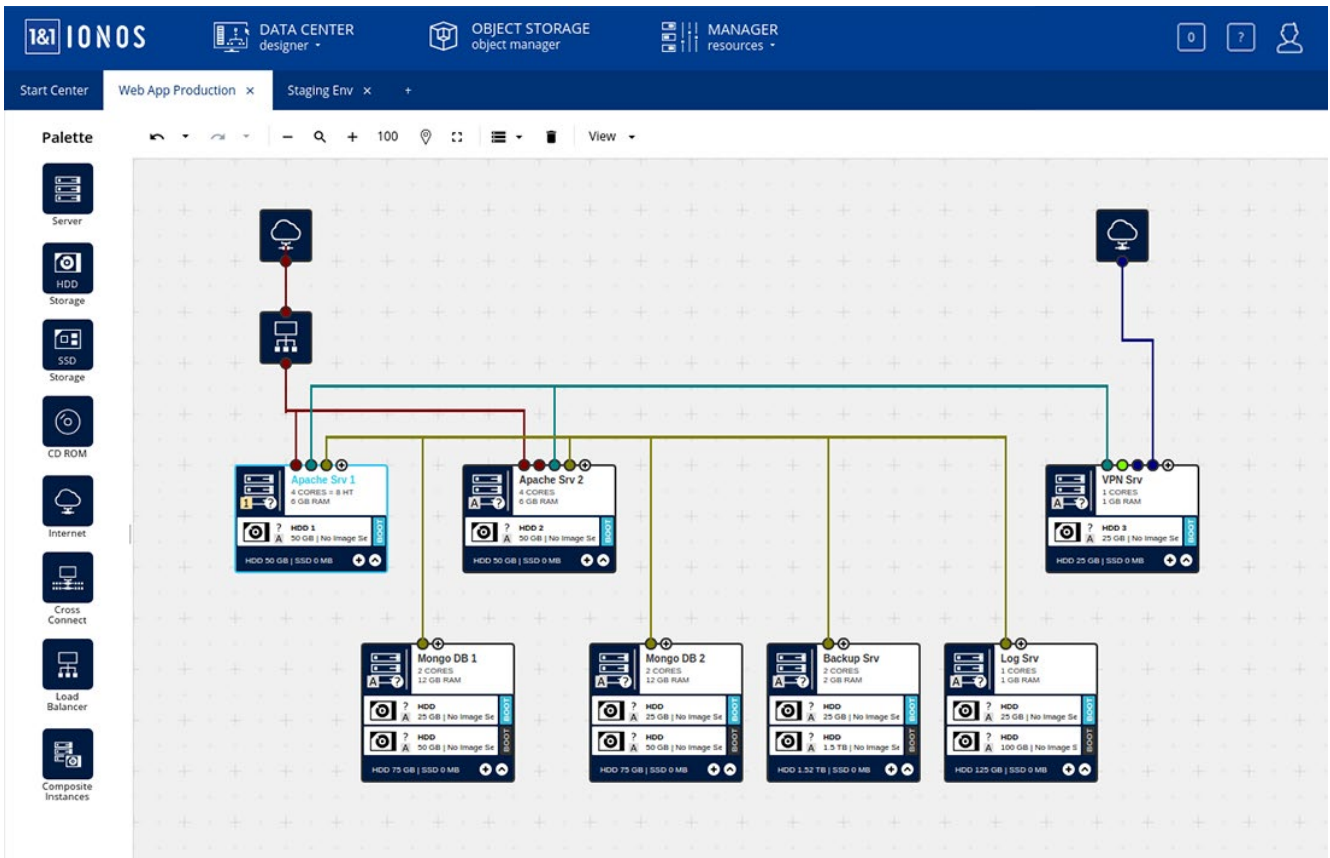 1&1 IONOS
DATA CENTER
designer
OBJECT STORAGE
object manager
MANAGER
resources
0
?
Start Center
Web App Production ×
Staging Env ×
+
Palette
100
View
Server
HDD
Storage
SSD
Storage
CD ROM
Internet
Cross
Connect
Load
Balancer
Composite
Instances
Apache Srv 1
4 CORES = 8 HT
6 GB RAM
1 ?
HDD 1
50 GB | No Image Se
? A
BOOT
HDD 50 GB | SSD 0 MB
Apache Srv 2
4 CORES
6 GB RAM
A ?
HDD 2
50 GB | No Image Se
? A
BOOT
HDD 50 GB | SSD 0 MB
VPN Srv
1 CORES
1 GB RAM
A ?
HDD 3
25 GB | No Image Se
? A
BOOT
HDD 25 GB | SSD 0 MB
Mongo DB 1
2 CORES
12 GB RAM
A ?
HDD
25 GB | No Image Se
? A
BOOT
HDD
50 GB | No Image Se
? A
BOOT
HDD 75 GB | SSD 0 MB
Mongo DB 2
2 CORES
12 GB RAM
A ?
HDD
25 GB | No Image Se
? A
BOOT
HDD
50 GB | No Image Se
? A
BOOT
HDD 75 GB | SSD 0 MB
Backup Srv
2 CORES
2 GB RAM
A ?
HDD
25 GB | No Image Se
? A
BOOT
HDD
1.5 TB | No Image Se
? A
BOOT
HDD 1.52 TB | SSD 0 MB
Log Srv
1 CORES
1 GB RAM
A ?
HDD
25 GB | No Image Se
? A
BOOT
HDD
100 GB | No Image S
? A
BOOT
HDD 125 GB | SSD 0 MB